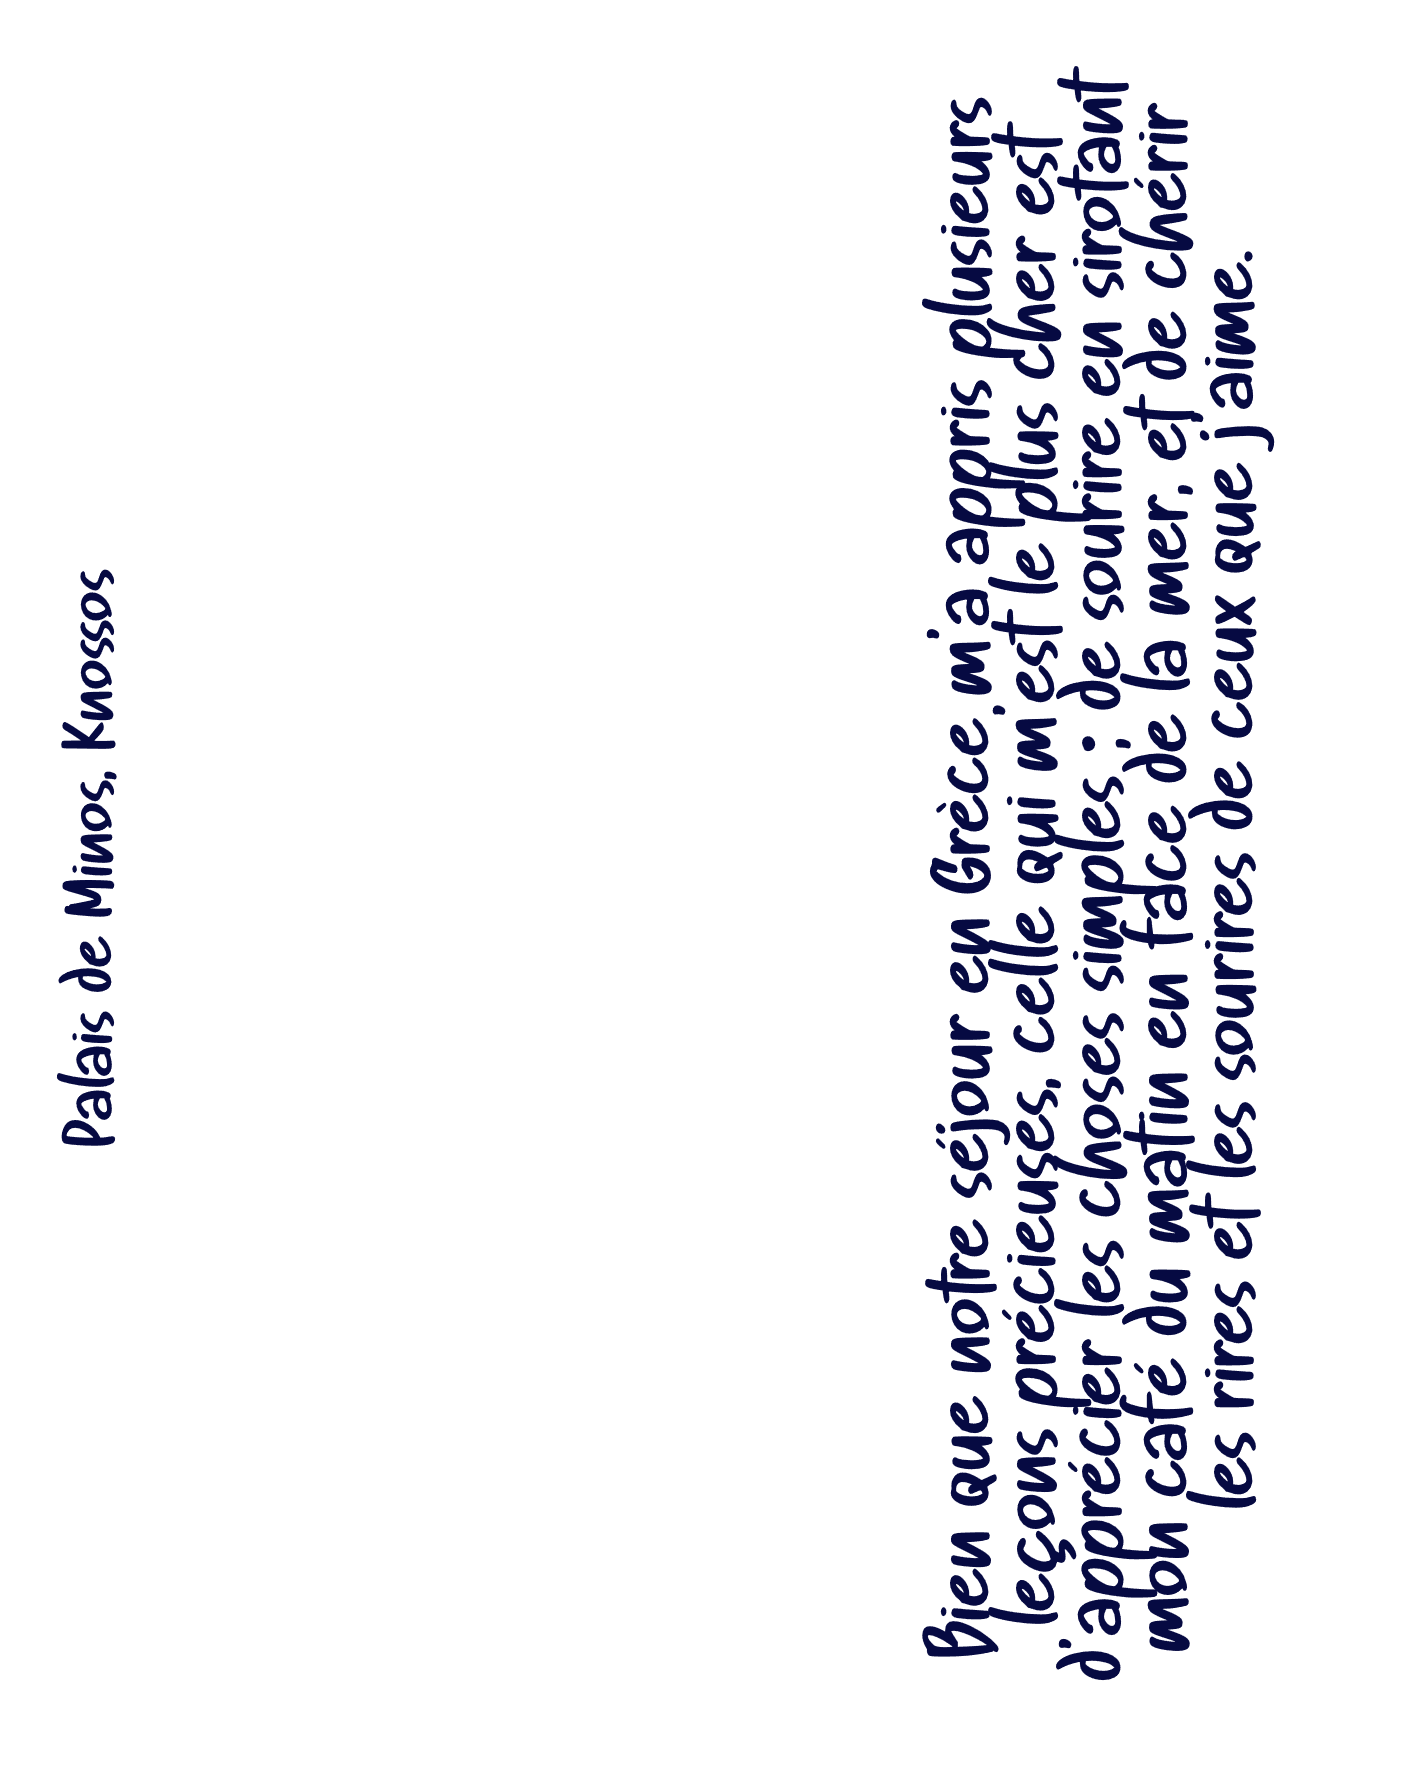 Palais de Minos, Knossos
Bien que notre séjour en Grèce m'a appris plusieurs
leçons précieuses, celle qui m'est le plus cher est
d'apprécier les choses simples ; de sourire en sirotant
mon café du matin en face de la mer, et de chérir
les rires et les sourires de ceux que j'aime.